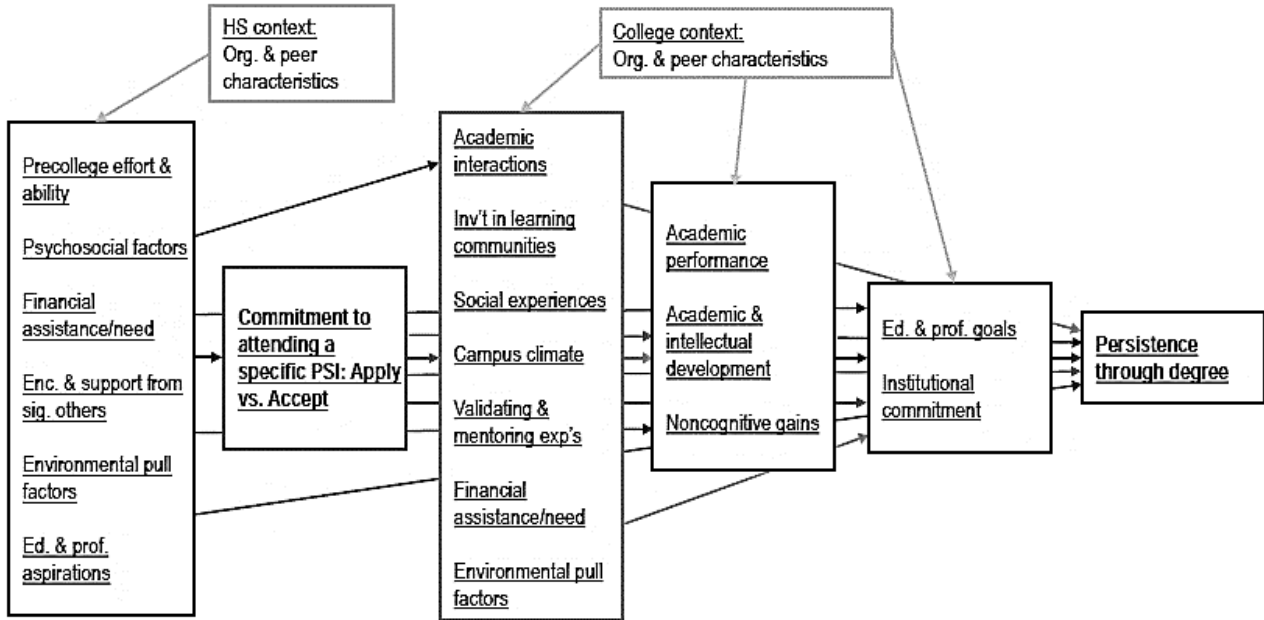 HS context:
Org. & peer
characteristics
College context:
Org. & peer characteristics
Precollege effort &
ability
Psychosocial factors
Financial
assistance/need
Enc. & support from
sig. others
Environmental pull
factors
Ed. & prof.
aspirations
Commitment to
attending a
specific PSI: Apply
vs. Accept
Academic
interactions
Inv't in learning
communities
Social experiences
Campus climate
Validating &
mentoring exp's
Financial
assistance/need
Environmental pull
factors
Academic
performance
Academic &
intellectual
development
Noncognitive gains
Ed. & prof. goals
Institutional
commitment
Persistence
through degree